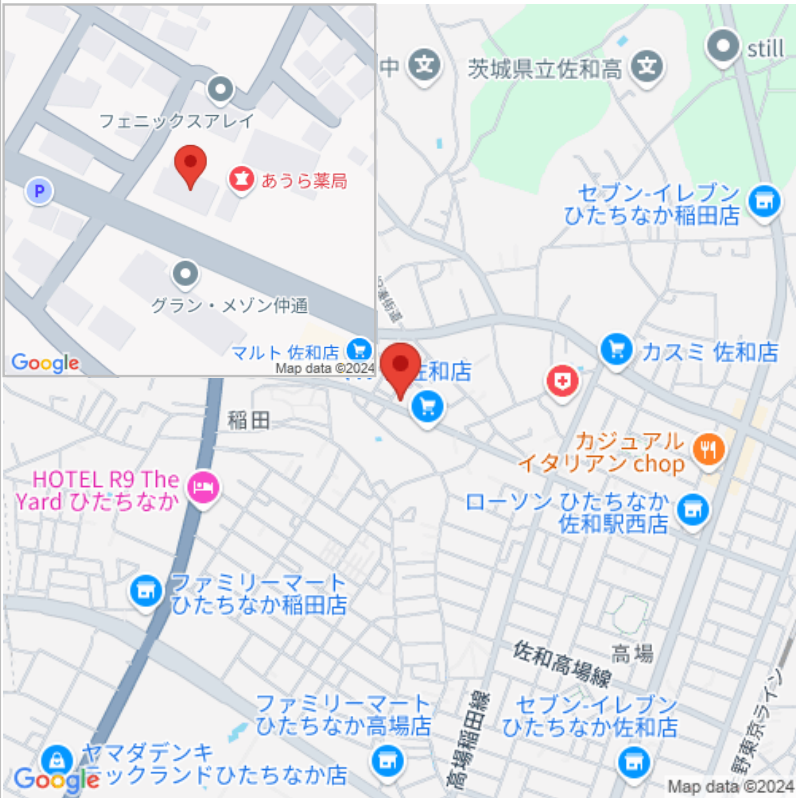 フェニックスアレイ
あうら薬局
P
グラン・メゾン仲通
マルト 佐和店
Google
Map data ©2024
中
文
茨城県立佐和高
文
still
セブン-イレブン
ひたちなか稲田店
カスミ 佐和店
佐和店
稲田
カジュアル
イタリアン chop
HOTEL R9 The
Yard ひたちなか
ローソン ひたちなか
佐和駅西店
ファミリーマート
ひたちなか稲田店
佐和高場線
高場
ファミリーマート
ひたちなか高場店
高場稲田線
セブン-イレブン
ひたちなか佐和店
野東京ライン
ヤマダデンキ
ックランドひたちなか店
Google
Map data ©2024